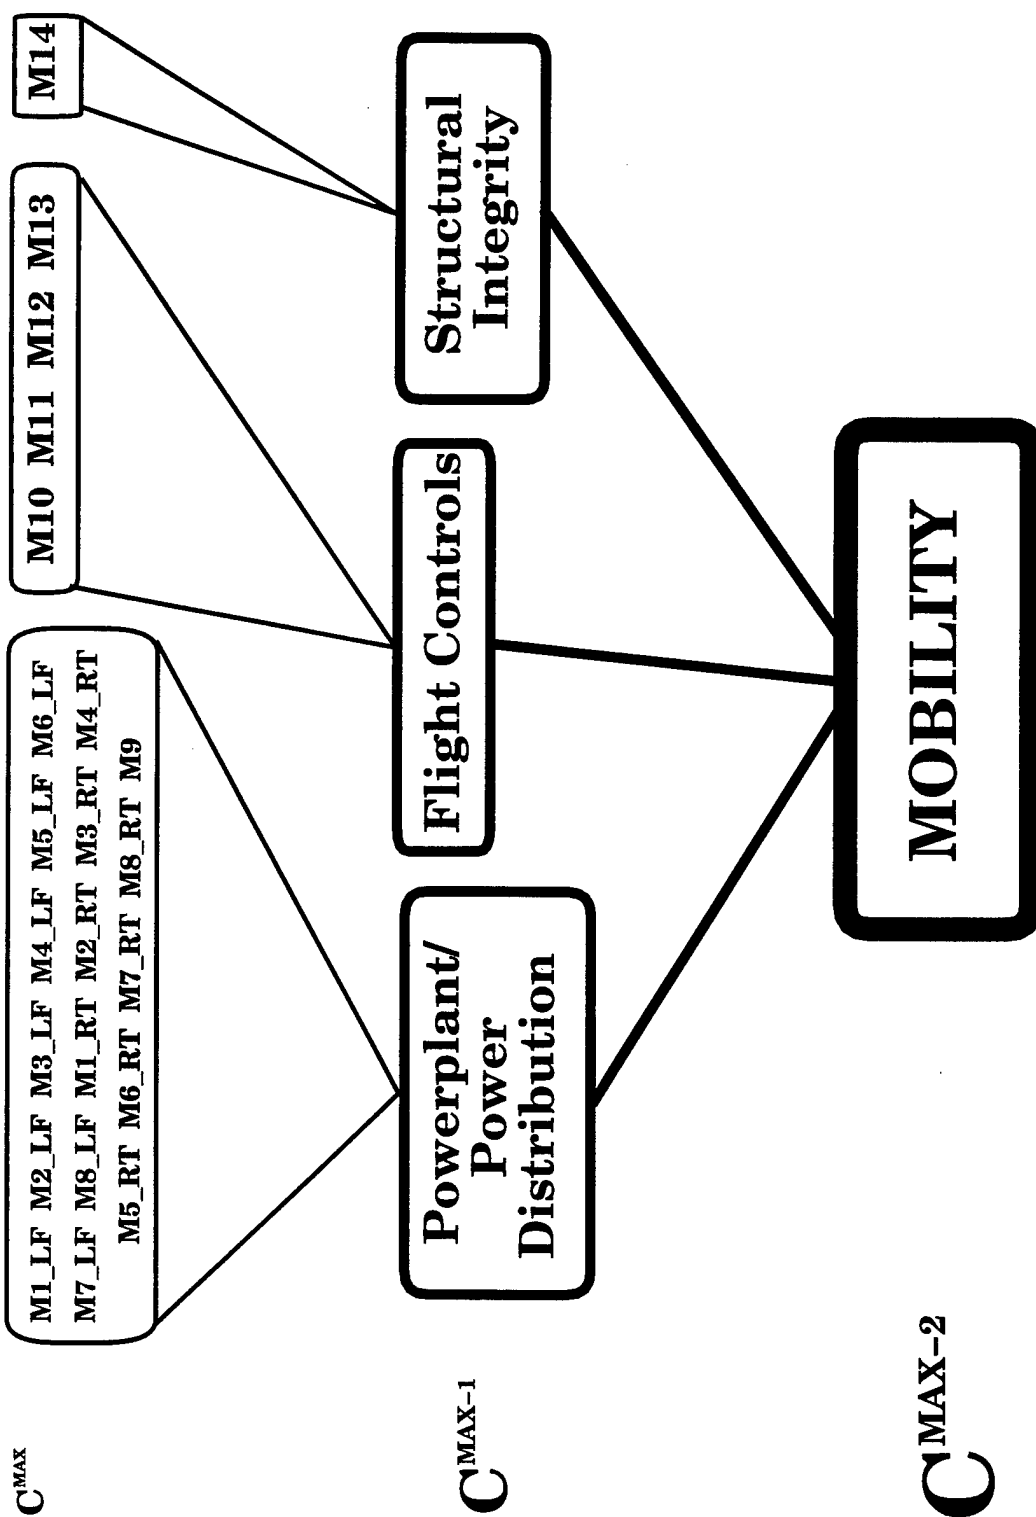 C^MAX
M1_LF M2_LF M3_LF M4_LF M5_LF M6_LF
M7_LF M8_LF M1_RT M2_RT M3_RT M4_RT
M5_RT M6_RT M7_RT M8_RT M9
M10 M11 M12 M13
M14
C^MAX-1
Powerplant/
Power
Distribution
Flight Controls
Structural
Integrity
C^MAX-2
MOBILITY